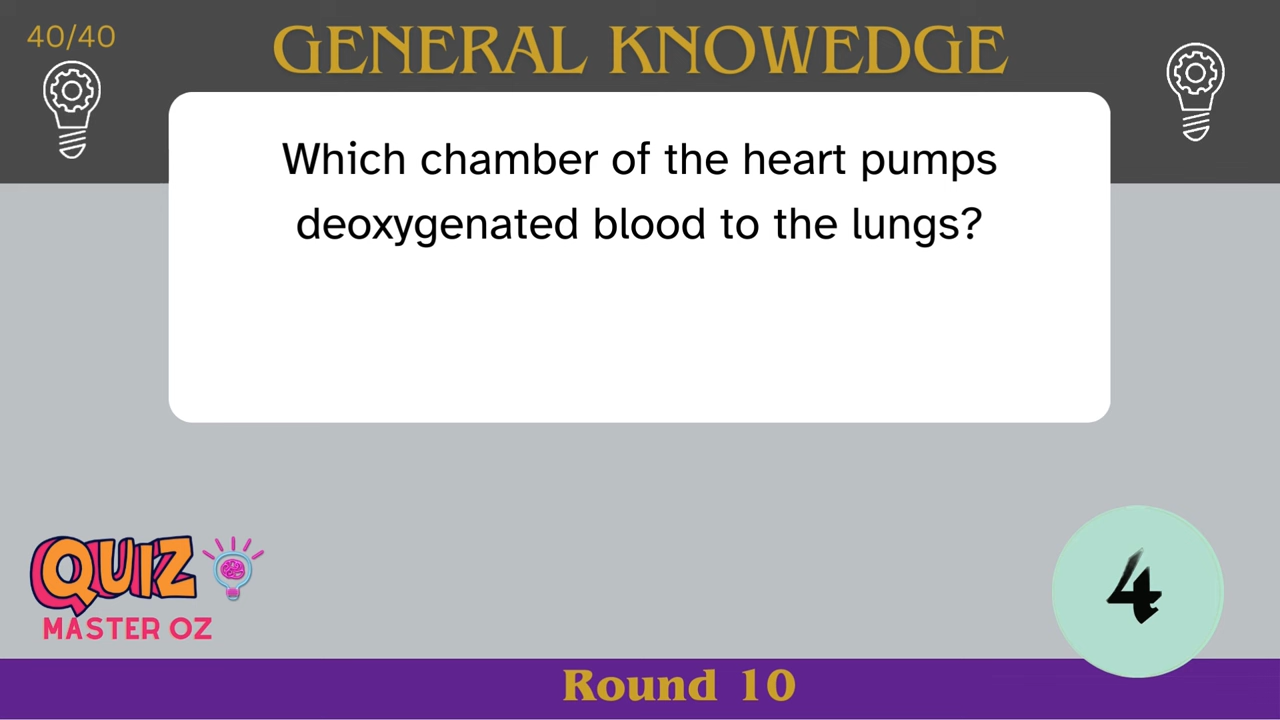 40/40
GENERAL KNOWEDGE
Which chamber of the heart pumps
deoxygenated blood to the lungs?
QUIZ
MASTER OZ
4
Round 10